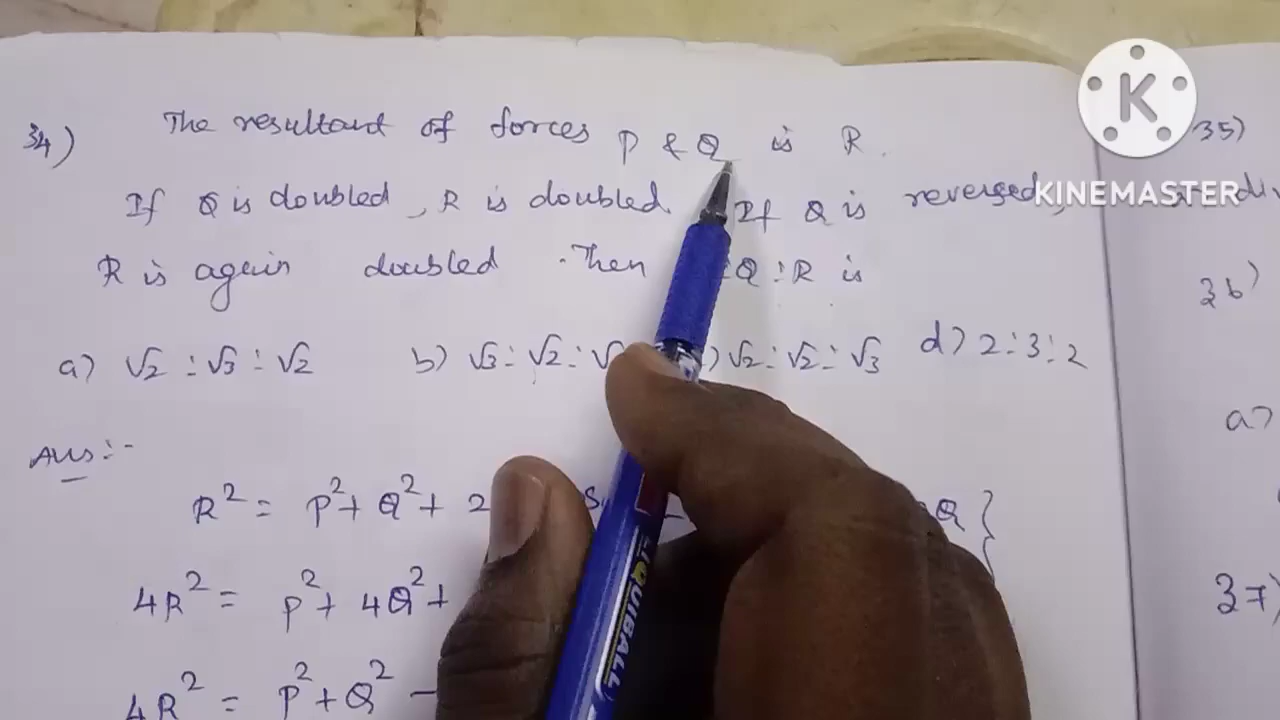 34) The resultant of forces P & Q is R.
If Q is doubled, R is doubled. If Q is reversed,
R is again doubled. Then :Q:R is
a) √2 : √3 : √2 b) √3 : √2 : √ ) √2 : √2 : √3 d) 2:3:2
Ans:-
R² = P² + Q² + 2 Q }
4R² = P² + 4Q² +
4R² = P² + Q² -
35)
36)
a)
37)
K
KINEMASTER